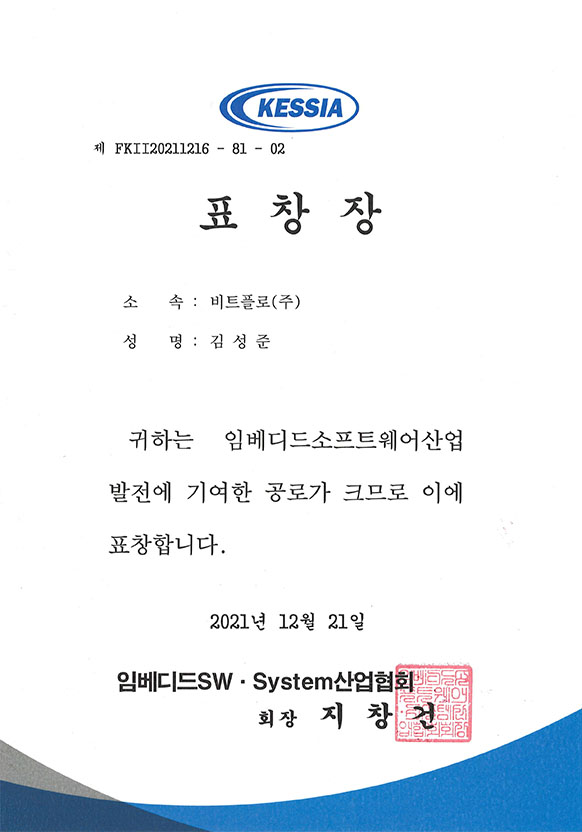 KESSIA
제 FKII20211216 - 81 - 02
표 창 장
소 속 : 비트플로(주)
성 명 : 김 성 준
귀하는 임베디드소프트웨어산업
발전에 기여한 공로가 크므로 이에
표창합니다.
2021년 12월 21일
임베디드SW · System산업협회
회장 지 창 건